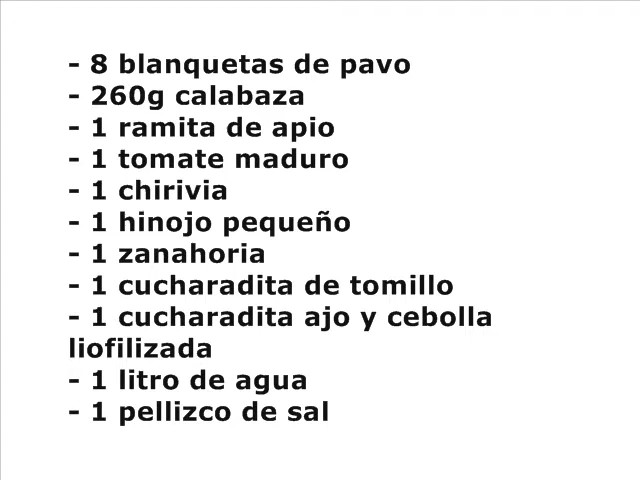 - 8 blanquetas de pavo
- 260g calabaza
- 1 ramita de apio
- 1 tomate maduro
- 1 chirivia
- 1 hinojo pequeño
- 1 zanahoria
- 1 cucharadita de tomillo
- 1 cucharadita ajo y cebolla
liofilizada
- 1 litro de agua
- 1 pellizco de sal